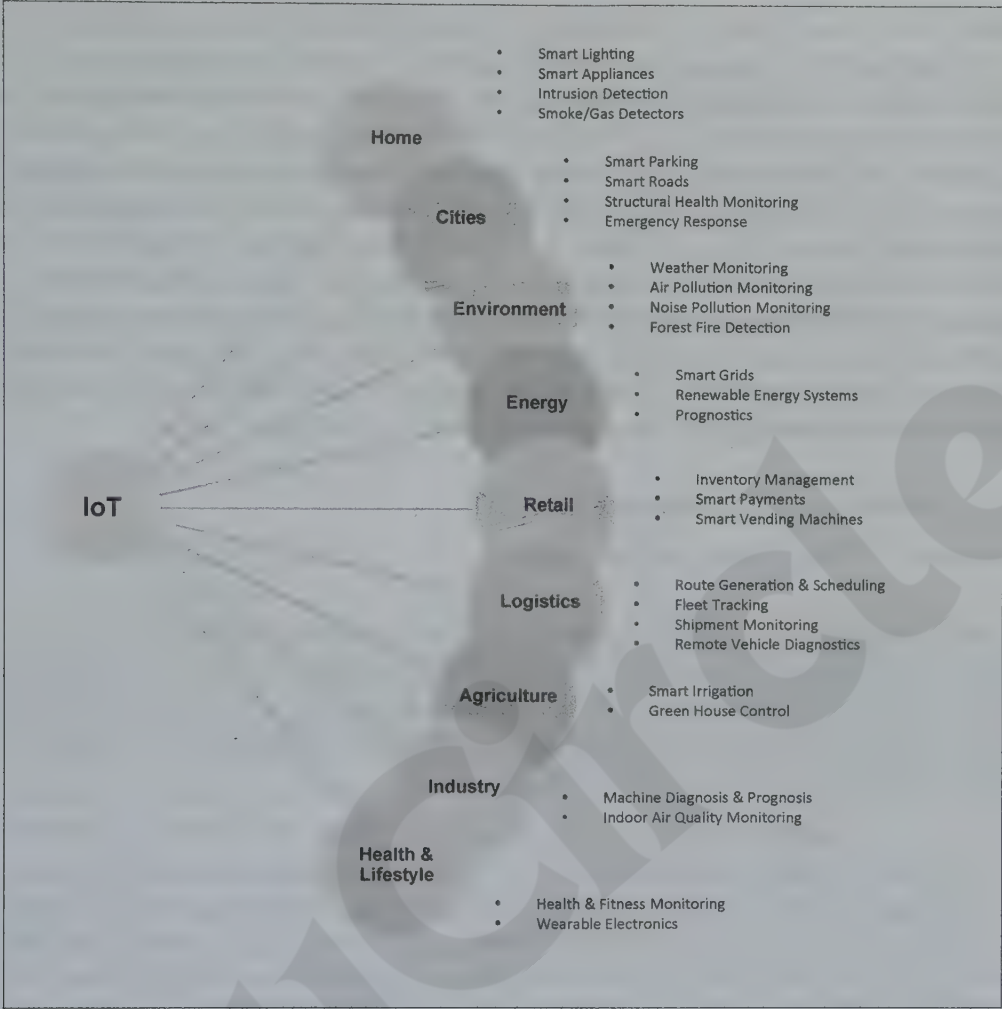 • Smart Lighting
• Smart Appliances
• Intrusion Detection
• Smoke/Gas Detectors
Home
• Smart Parking
• Smart Roads
• Structural Health Monitoring
• Emergency Response
Cities
• Weather Monitoring
• Air Pollution Monitoring
• Noise Pollution Monitoring
• Forest Fire Detection
Environment
• Smart Grids
• Renewable Energy Systems
• Prognostics
Energy
IoT
• Inventory Management
• Smart Payments
• Smart Vending Machines
Retail
• Route Generation & Scheduling
• Fleet Tracking
• Shipment Monitoring
• Remote Vehicle Diagnostics
Logistics
• Smart Irrigation
• Green House Control
Agriculture
Industry
• Machine Diagnosis & Prognosis
• Indoor Air Quality Monitoring
Health &
Lifestyle
• Health & Fitness Monitoring
• Wearable Electronics
Circle